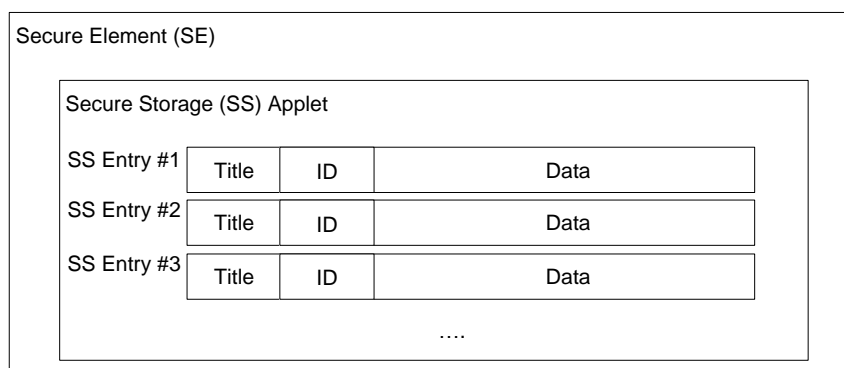 Secure Element (SE)
Secure Storage (SS) Applet
SS Entry #1 Title ID Data
SS Entry #2 Title ID Data
SS Entry #3 Title ID Data
....